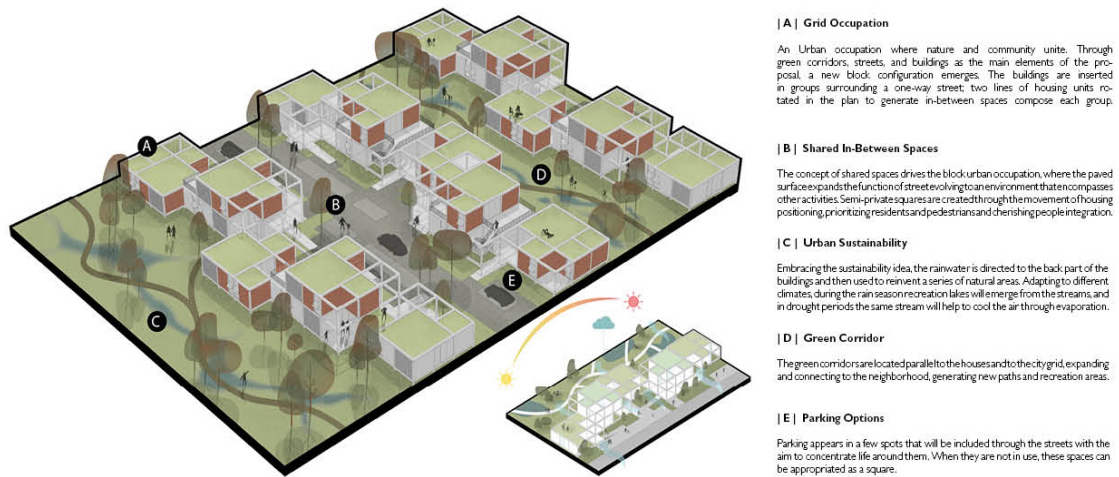 A
B
C
D
E
| A | Grid Occupation
An Urban occupation where nature and community unite. Through
green corridors, streets, and buildings as the main elements of the pro-
posal, a new block configuration emerges. The buildings are inserted
in groups surrounding a one-way street; two lines of housing units ro-
tated in the plan to generate in-between spaces compose each group.
| B | Shared In-Between Spaces
The concept of shared spaces drives the block urban occupation, where the paved
surface expands the function of street evolving to an environment that encompasses
other activities. Semi-private squares are created through the movement of housing
positioning, prioritizing residents and pedestrians and cherishing people integration.
| C | Urban Sustainability
Embracing the sustainability idea, the rainwater is directed to the back part of the
buildings and then used to reinvent a series of natural areas. Adapting to different
climates, during the rain season recreation lakes will emerge from the streams, and
in drought periods the same stream will help to cool the air through evaporation.
| D | Green Corridor
The green corridors are located parallel to the houses and to the city grid, expanding
and connecting to the neighborhood, generating new paths and recreation areas.
| E | Parking Options
Parking appears in a few spots that will be included through the streets with the
aim to concentrate life around them. When they are not in use, these spaces can
be appropriated as a square.